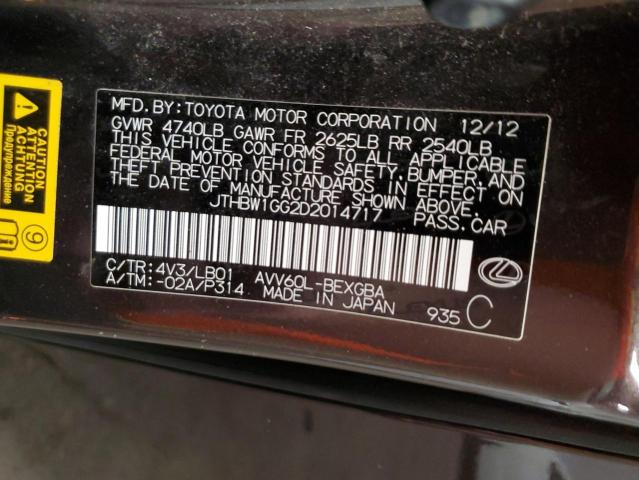 MFD.BY:TOYOTA MOTOR CORPORATION 12/12
GVWR 4740LB GAWR FR 2625LB RR 2540LB
THIS VEHICLE CONFORMS TO ALL APPLICABLE
FEDERAL MOTOR VEHICLE SAFETY,BUMPER,AND
THEFT PREVENTION STANDARDS IN EFFECT ON
THE DATE OF MANUFACTURE SHOWN ABOVE.
JTHBW1GG2D2014717 PASS.CAR
C/TR:4V3/LB01 AVV60L-BEXGBA
A/TM:-02A/P314 MADE IN JAPAN 935 C
CAUTION
ATTENTION
ACHTUNG
Предупреждение
9